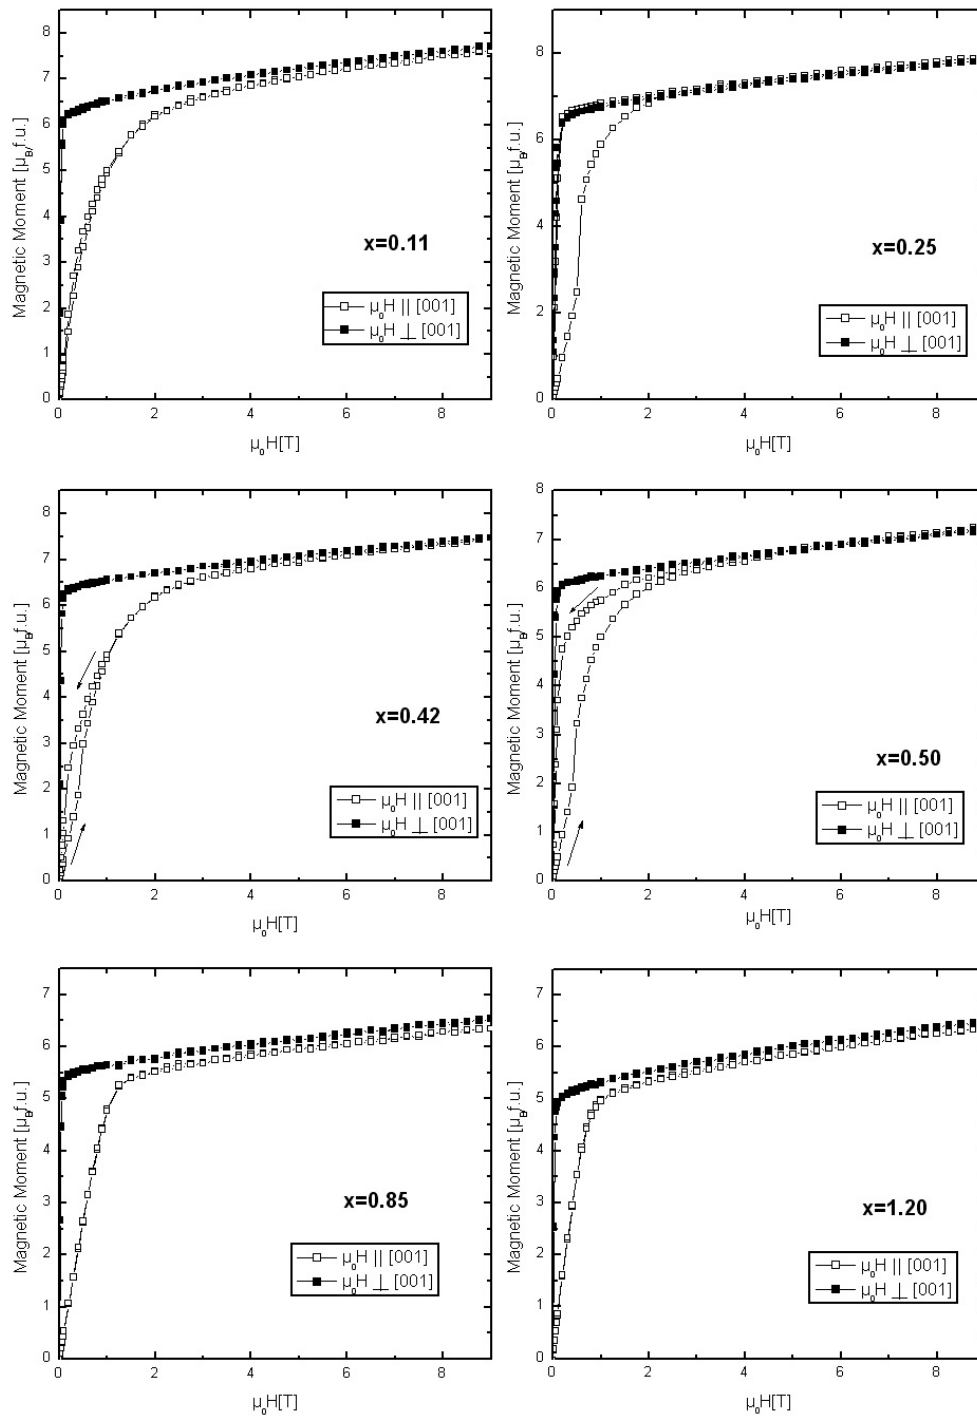 8
7
6
5
4
3
2
1
0
0 2 4 6 8
Magnetic Moment [μB/f.u.]
μ0H[T]
x=0.11
μ0H || [001]
μ0H ⊥ [001]
8
6
4
2
0
0 2 4 6 8
Magnetic Moment [μB/f.u.]
μ0H[T]
x=0.25
μ0H || [001]
μ0H ⊥ [001]
8
7
6
5
4
3
2
1
0
0 2 4 6 8
Magnetic Moment [μB/f.u.]
μ0H[T]
x=0.42
μ0H || [001]
μ0H ⊥ [001]
8
7
6
5
4
3
2
1
0
0 2 4 6 8
Magnetic Moment [μB/f.u.]
μ0H[T]
x=0.50
μ0H || [001]
μ0H ⊥ [001]
7
6
5
4
3
2
1
0
0 2 4 6 8
Magnetic Moment [μB/f.u.]
μ0H[T]
x=0.85
μ0H || [001]
μ0H ⊥ [001]
7
6
5
4
3
2
1
0
0 2 4 6 8
Magnetic Moment [μB/f.u.]
μ0H[T]
x=1.20
μ0H || [001]
μ0H ⊥ [001]